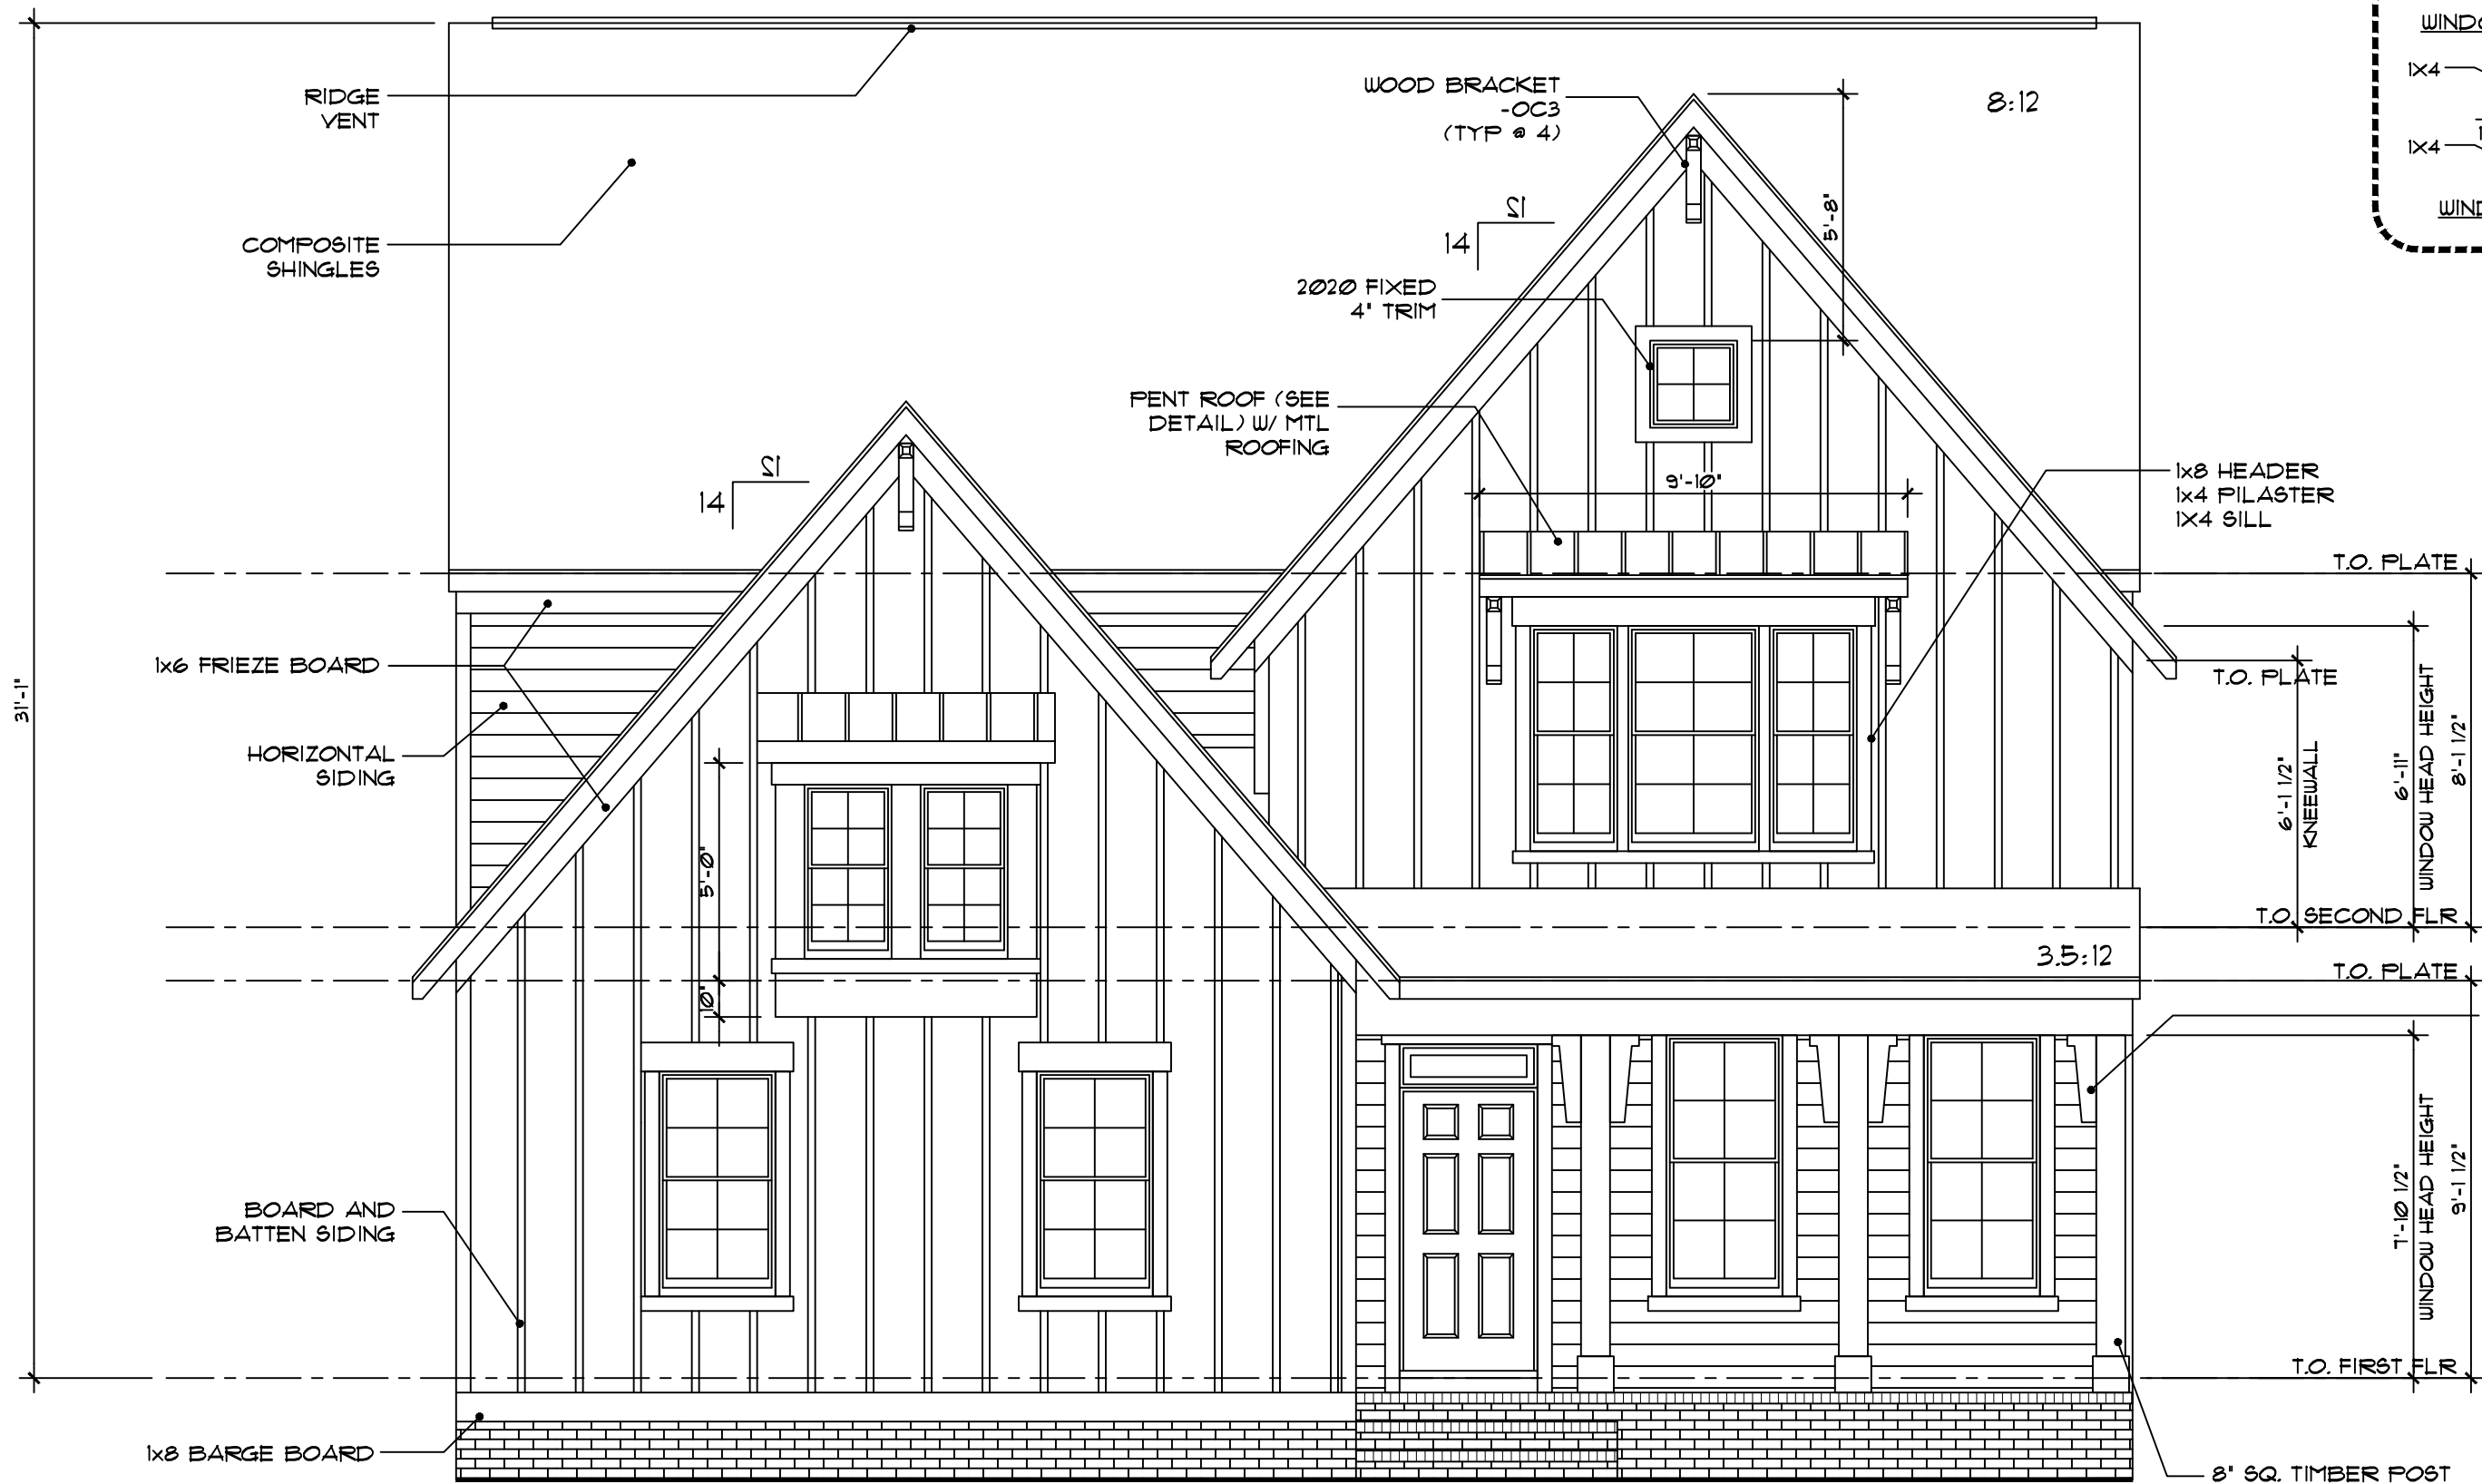 RIDGE
VENT
COMPOSITE
SHINGLES
WOOD BRACKET
-OC3
(TYP @ 4)
8:12
1X4
1X4
12
14
5'-8"
2020 FIXED
4" TRIM
PENT ROOF (SEE
DETAIL) W/ MTL
ROOFING
9'-10"
12
14
1x8 HEADER
1x4 PILASTER
1X4 SILL
T.O. PLATE
T.O. PLATE
1x6 FRIEZE BOARD
31'-1"
HORIZONTAL
SIDING
5'-0"
10"
6'-1 1/2"
KNEEWALL
6'-11"
WINDOW HEAD HEIGHT
8'-1 1/2"
T.O. SECOND FLR
3.5:12
T.O. PLATE
BOARD AND
BATTEN SIDING
7'-10 1/2"
WINDOW HEAD HEIGHT
9'-1 1/2"
T.O. FIRST FLR
1x8 BARGE BOARD
8" SQ. TIMBER POST